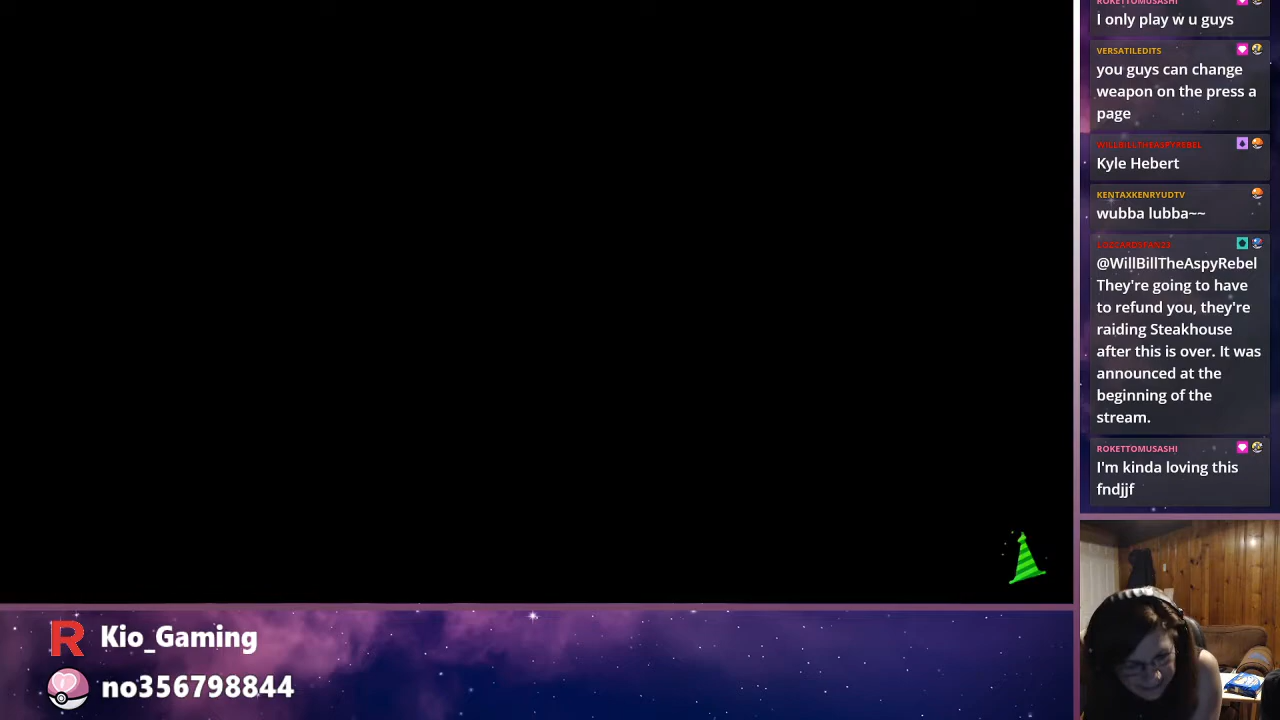 ROKETTOMUSASHI
I only play w u guys
VERSATILEDITS
you guys can change
weapon on the press a
page
WILLBILLTHEASPYREBEL
Kyle Hebert
KENTAXKENRYUDTV
wubba lubba~~
@WillBillTheAspyRebel
They're going to have
to refund you, they're
raiding Steakhouse
after this is over. It was
announced at the
beginning of the
stream.
ROKETTOMUSASHI
I'm kinda loving this
fndjjf
R Kio_Gaming
no356798844